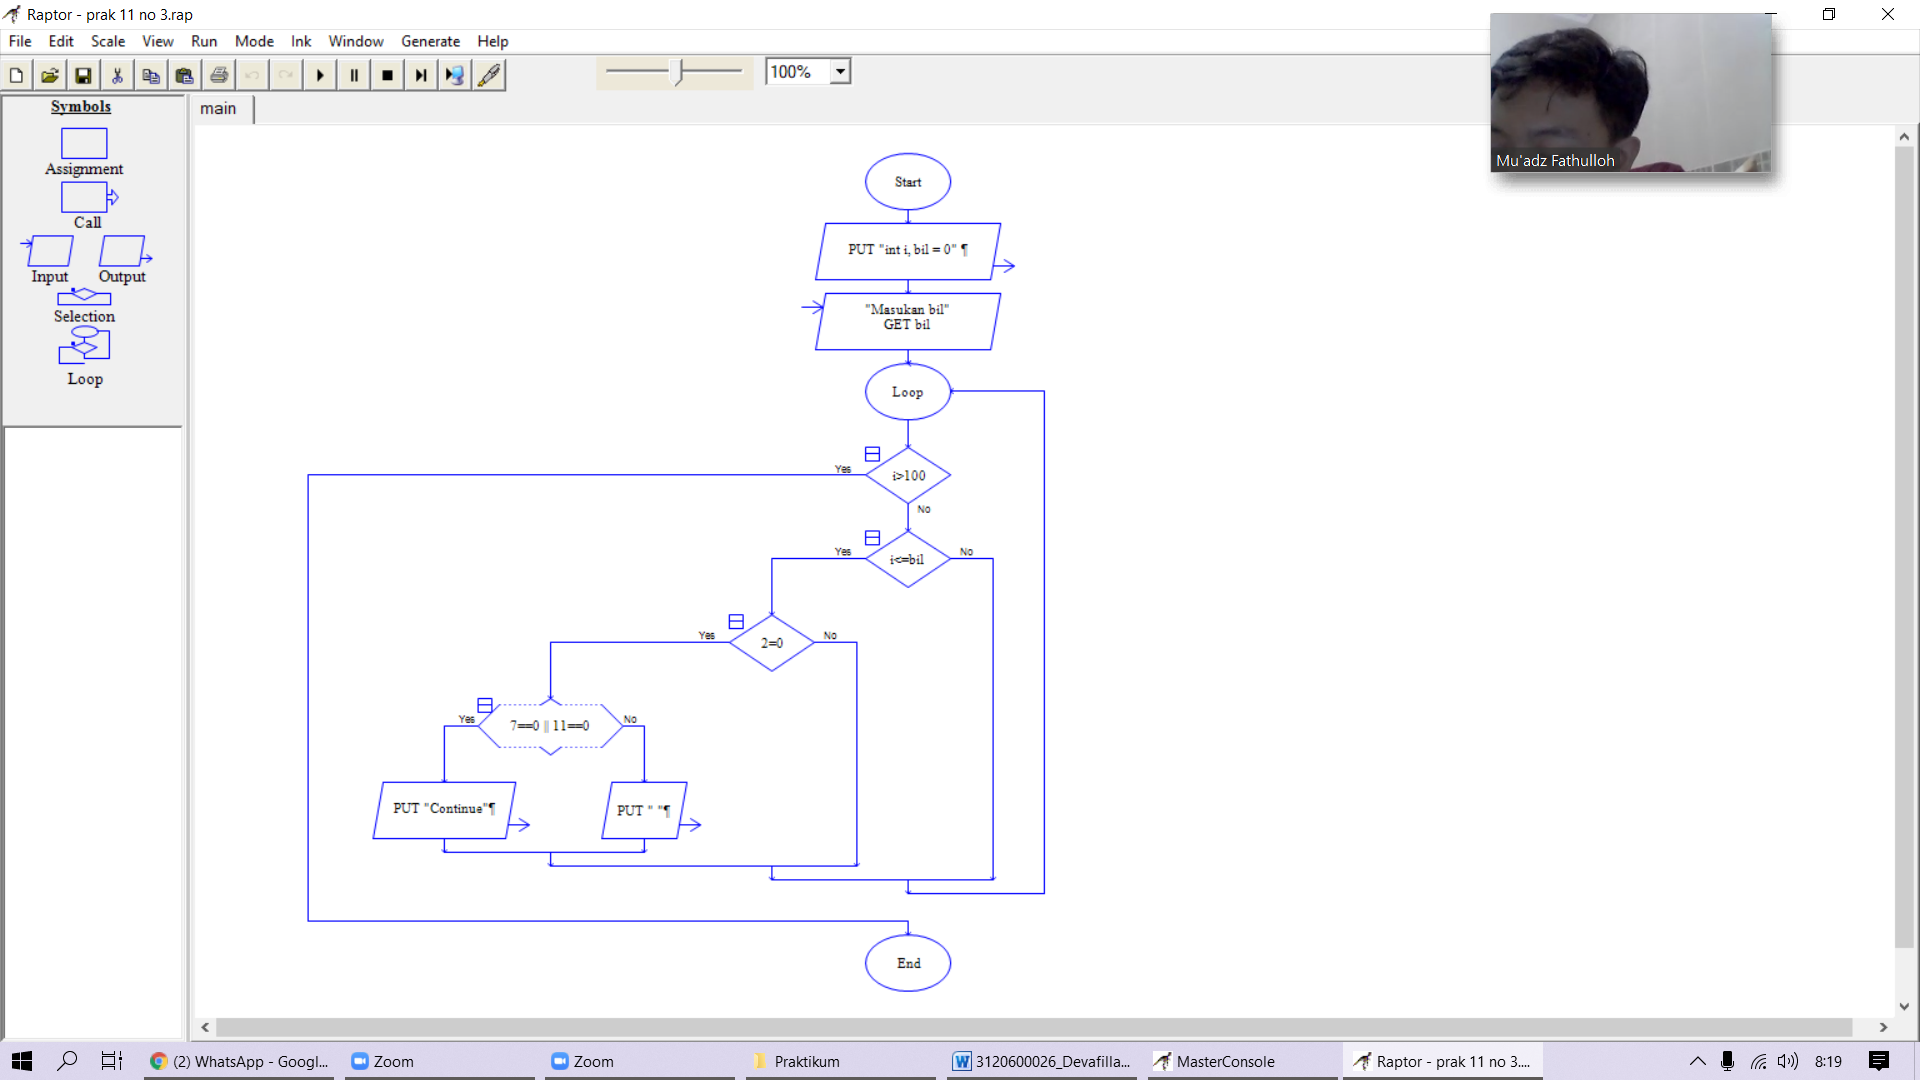 Raptor - prak 11 no 3.rap
File Edit Scale View Run Mode Ink Window Generate Help
100%
Symbols
Assignment
Call
Input Output
Selection
Loop
main
Mu'adz Fathulloh
Start
PUT "int i, bil = 0" ¶
"Masukan bil"
GET bil
Loop
Yes
i>100
No
Yes
i<=bil
No
Yes
2=0
No
Yes
7==0 || 11==0
No
PUT "Continue"¶
PUT " "¶
End
(2) WhatsApp - Googl...
Zoom
Zoom
Praktikum
3120600026_Devafilla...
MasterConsole
Raptor - prak 11 no 3....
8:19